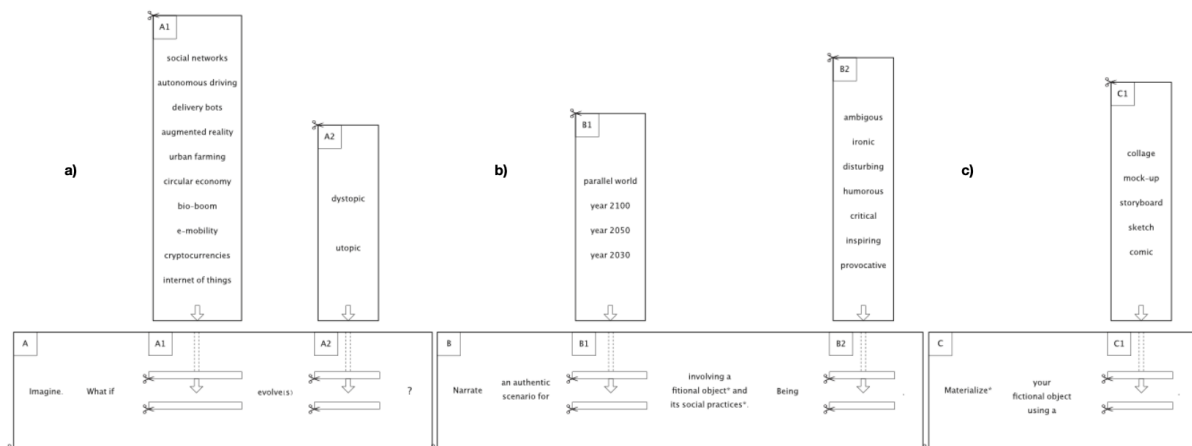 a)
A1
social networks
autonomous driving
delivery bots
augmented reality
urban farming
circular economy
bio-boom
e-mobility
cryptocurrencies
internet of things
A2
dystopic
utopic
A
A1
A2
Imagine. What if evolve(s) ?
b)
B1
parallel world
year 2100
year 2050
year 2030
B2
ambigous
ironic
disturbing
humorous
critical
inspiring
provocative
B
B1
B2
Narrate
an authentic
scenario for
involving a
fitional object* and
its social practices*.
Being
.
c)
C1
collage
mock-up
storyboard
sketch
comic
C
C1
Materialize*
your
fictional object
using a
.